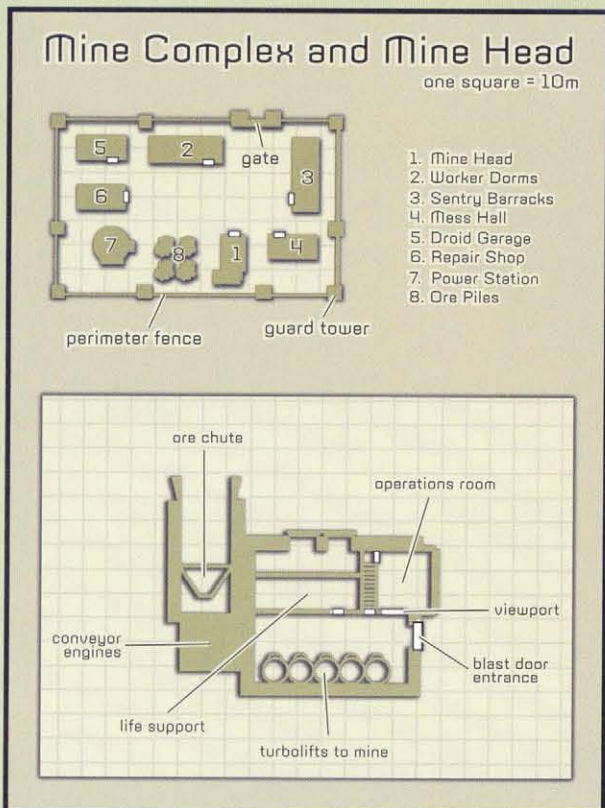 Mine Complex and Mine Head
one square = 10m
5
2
gate
3
6
7
8
1
4
perimeter fence
guard tower
1. Mine Head
2. Worker Dorms
3. Sentry Barracks
4. Mess Hall
5. Droid Garage
6. Repair Shop
7. Power Station
8. Ore Piles
ore chute
operations room
viewport
conveyor
engines
blast door
entrance
life support
turbolifts to mine